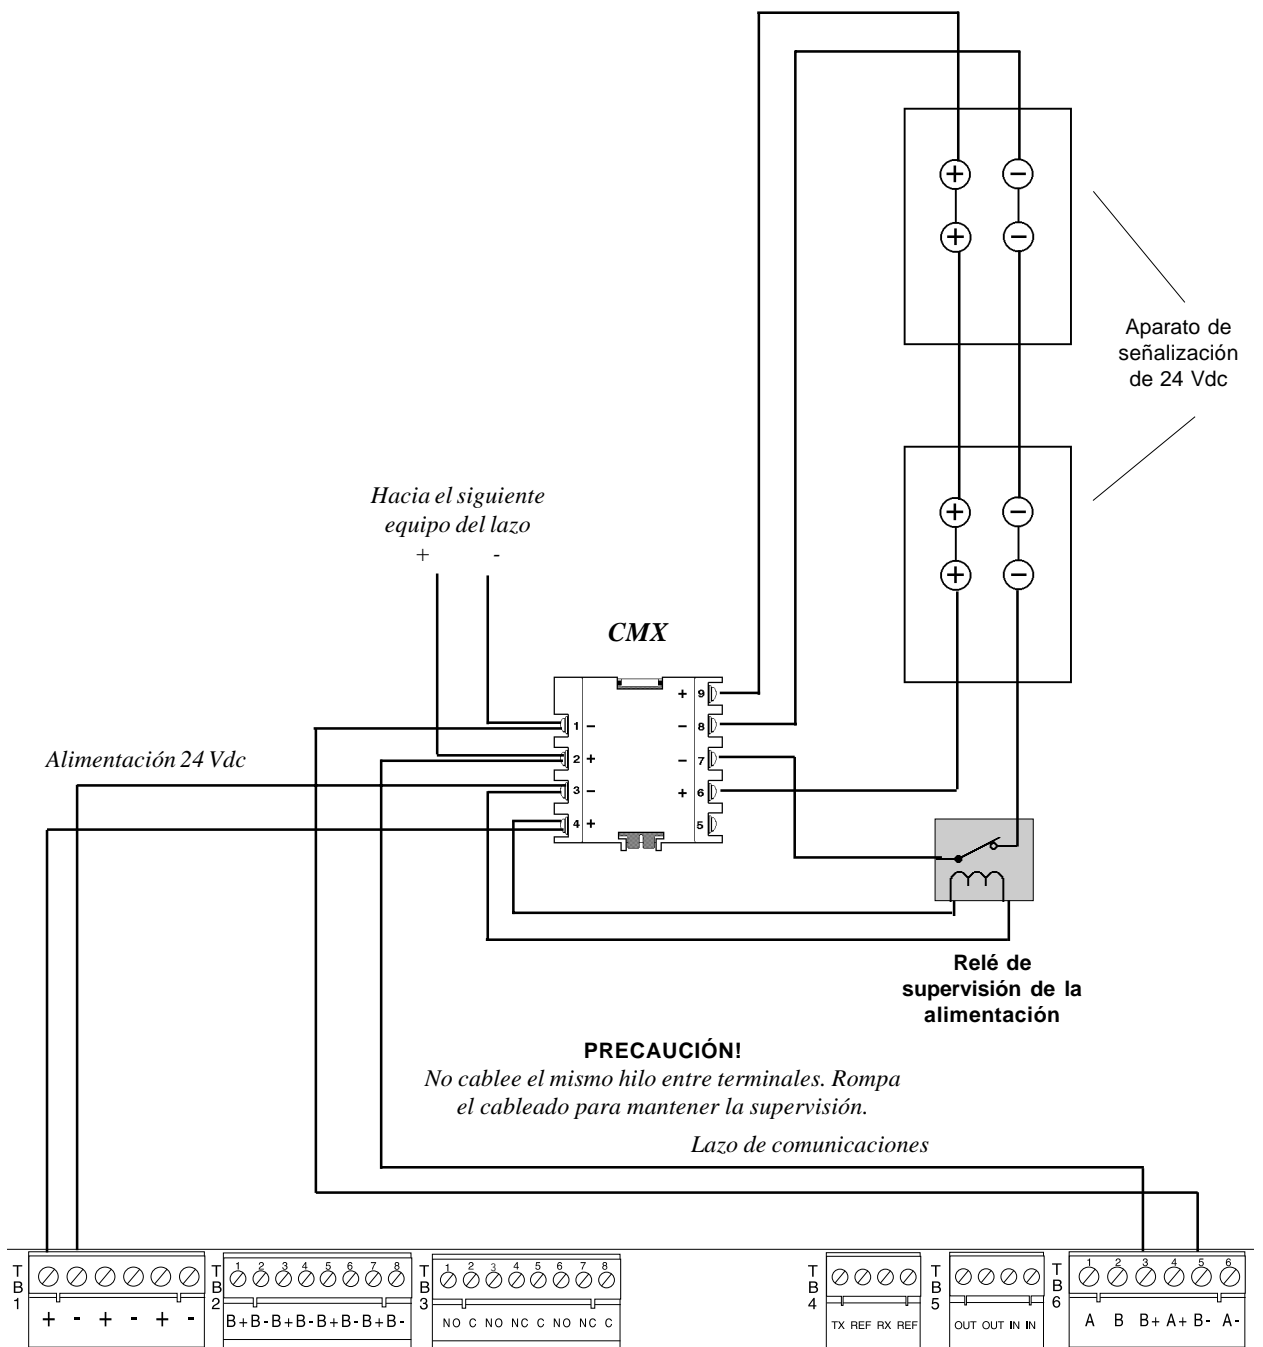 Aparato de
señalización
de 24 Vdc
Hacia el siguiente
equipo del lazo
+ -
CMX
+ 9
1 - - 8
2 + - 7
3 - + 6
4 + 5
Alimentación 24 Vdc
+ -
+ -
+ -
+ -
Relé de
supervisión de la
alimentación
PRECAUCIÓN!
No cablee el mismo hilo entre terminales. Rompa
el cableado para mantener la supervisión.
Lazo de comunicaciones
TB1
+ - + - + -
TB2
1 2 3 4 5 6 7 8
B+ B- B+ B- B+ B- B+ B-
TB3
1 2 3 4 5 6 7 8
NO C NO NC C NO NC C
TB4
TX REF RX REF
TB5
OUT OUT IN IN
TB6
1 2 3 4 5 6
A B B+ A+ B- A-